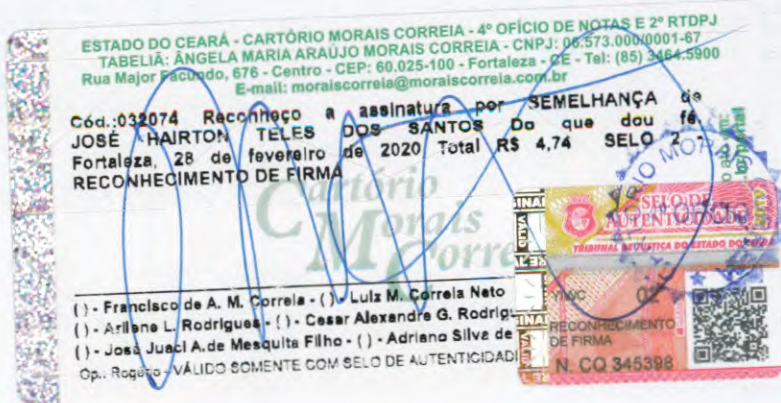 ESTADO DO CEARÁ - CARTÓRIO MORAIS CORREIA - 4º OFÍCIO DE NOTAS E 2º RTDPJ
TABELIÃ: ÂNGELA MARIA ARAÚJO MORAIS CORREIA - CNPJ: 06.573.000/0001-67
Rua Major Facundo, 676 - Centro - CEP: 60.025-100 - Fortaleza - CE - Tel: (85) 3464.5900
E-mail: moraiscorreia@moraiscorreia.com.br
Cód.:032074 Reconheço a assinatura por SEMELHANÇA de
JOSÉ HAIRTON TELES DOS SANTOS Do que dou fé.
Fortaleza, 28 de fevereiro de 2020 Total R$ 4,74 SELO 2 -
RECONHECIMENTO DE FIRMA
Cartório
Morais
Corre
SELO DE
AUTENTICIDADE
2019
TRIBUNAL DE JUSTIÇA DO ESTADO DO CEARÁ
( ) - Francisco de A. M. Correia - ( ) - Luiz M. Correia Neto
( ) - Arilene L. Rodrigues - ( ) - Cesar Alexandre G. Rodrigu
( ) - José Juaci A.de Mesquita Filho - ( ) - Adriano Silva de
Op.: Rogério - VÁLIDO SOMENTE COM SELO DE AUTENTICIDADE
02
RECONHECIMENTO
DE FIRMA
N. CQ 345398